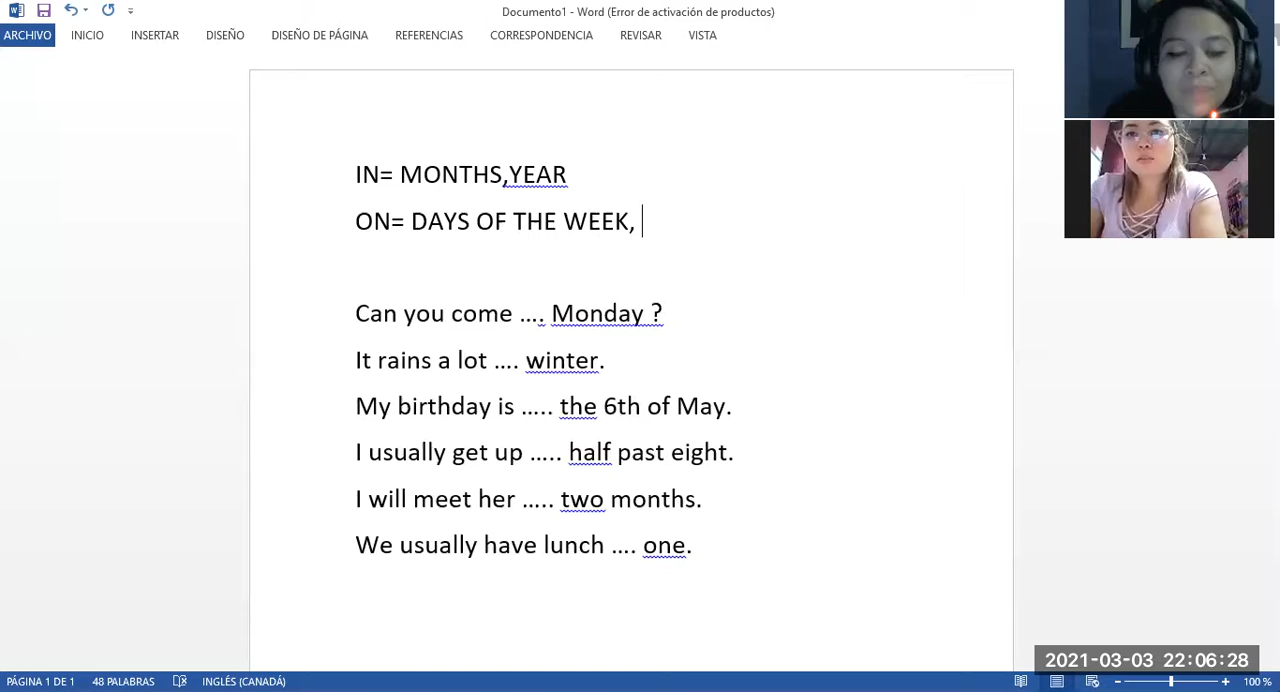 Documento1 - Word (Error de activación de productos)
ARCHIVO INICIO INSERTAR DISEÑO DISEÑO DE PÁGINA REFERENCIAS CORRESPONDENCIA REVISAR VISTA
IN= MONTHS,YEAR
ON= DAYS OF THE WEEK,
Can you come .... Monday ?
It rains a lot .... winter.
My birthday is ..... the 6th of May.
I usually get up ..... half past eight.
I will meet her ..... two months.
We usually have lunch .... one.
2021-03-03 22:06:28
PÁGINA 1 DE 1 48 PALABRAS INGLÉS (CANADÁ) 100 %